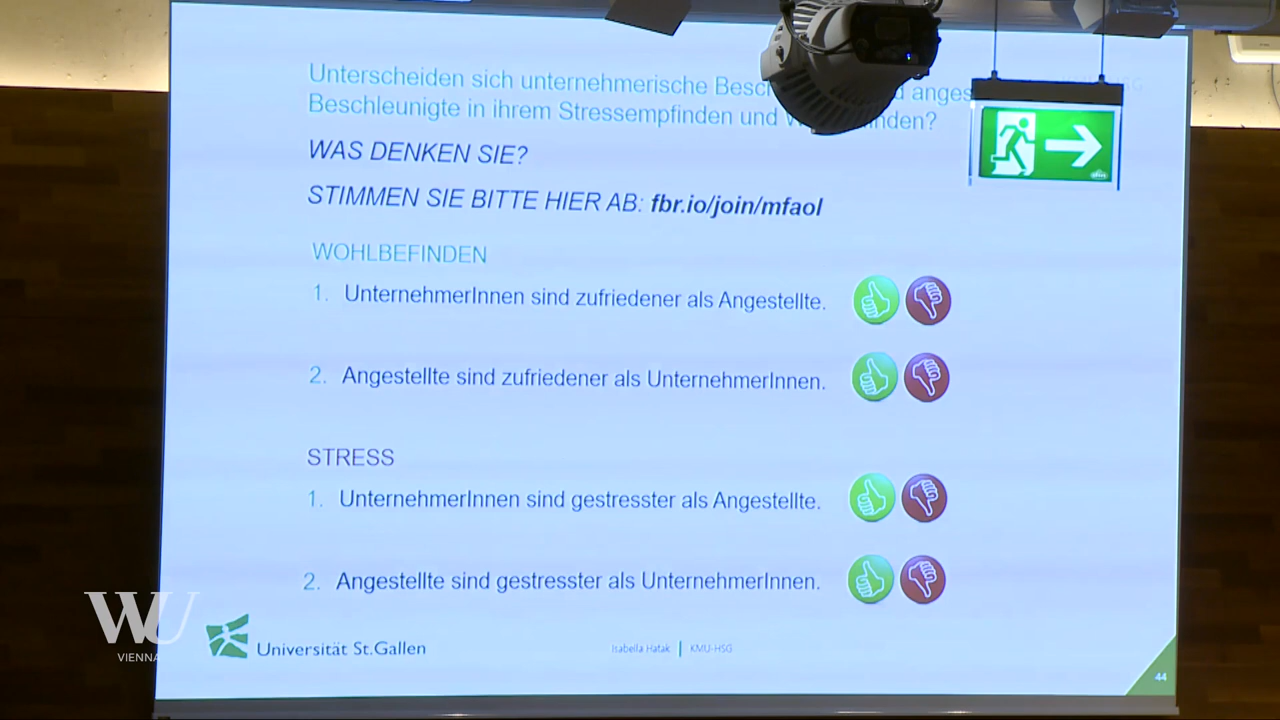 Unterscheiden sich unternehmerische anges
Beschleunigte in ihrem Stressempfinden und
WAS DENKEN SIE?
STIMMEN SIE BITTE HIER AB: fbr.io/join/mfaol
WOHLBEFINDEN
1. UnternehmerInnen sind zufriedener als Angestellte.
2. Angestellte sind zufriedener als UnternehmerInnen.
STRESS
1. UnternehmerInnen sind gestresster als Angestellte.
2. Angestellte sind gestresster als UnternehmerInnen.
WU
VIENNA
Universität St.Gallen
Isabella Hatak | KMU-HSG
44